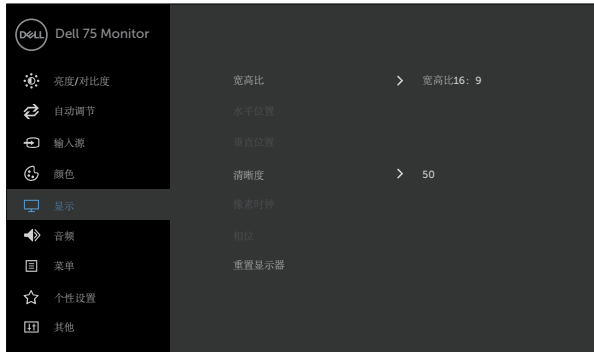 DELL Dell 75 Monitor
亮度/对比度
宽高比 宽高比16: 9
自动调节
水平位置
输入源
垂直位置
颜色
清晰度 50
显示
像素时钟
音频
相位
菜单
重置显示器
个性设置
其他